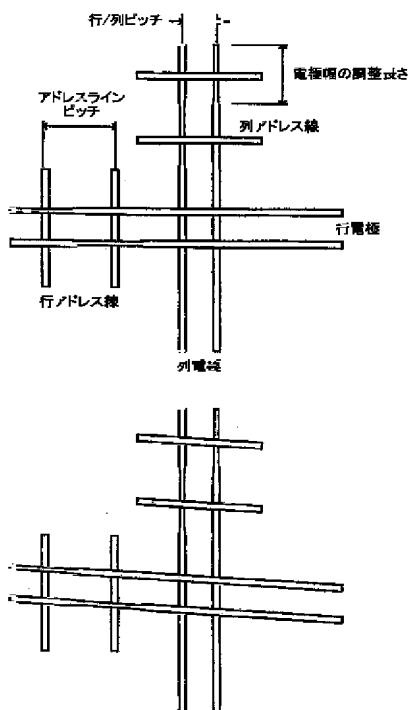 行/列ピッチ
電極幅の調整長さ
アドレスライン
ピッチ
列アドレス線
行電極
行アドレス線
列電極